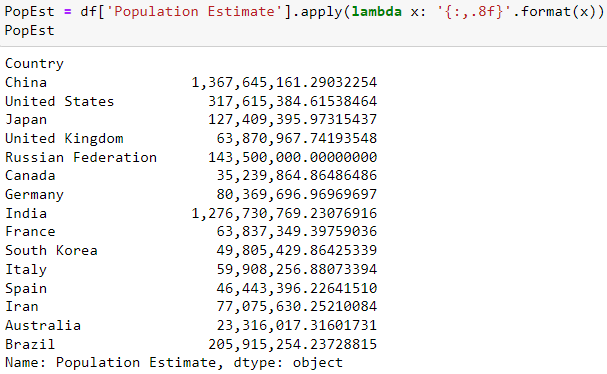 PopEst = df['Population Estimate'].apply(lambda x: '{:,.8f}'.format(x))
PopEst
Country
China                 1,367,645,161.29032254
United States           317,615,384.61538464
Japan                   127,409,395.97315437
United Kingdom           63,870,967.74193548
Russian Federation      143,500,000.00000000
Canada                   35,239,864.86486486
Germany                  80,369,696.96969697
India                 1,276,730,769.23076916
France                   63,837,349.39759036
South Korea              49,805,429.86425339
Italy                    59,908,256.88073394
Spain                    46,443,396.22641510
Iran                     77,075,630.25210084
Australia                23,316,017.31601731
Brazil                  205,915,254.23728815
Name: Population Estimate, dtype: object